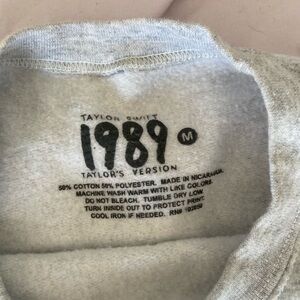 TAYLOR SWIFT
1989 M
TAYLOR'S VERSION
50% COTTON 50% POLYESTER. MADE IN NICARAGUA.
MACHINE WASH WARM WITH LIKE COLORS.
DO NOT BLEACH. TUMBLE DRY LOW.
TURN INSIDE OUT TO PROTECT PRINT.
COOL IRON IF NEEDED. RN#